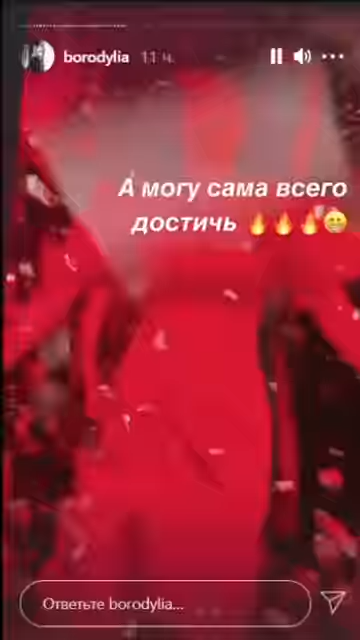 borodylia 11 ч.
А могу сама всего
достичь 🔥🔥🔥😁
Ответьте borodylia...